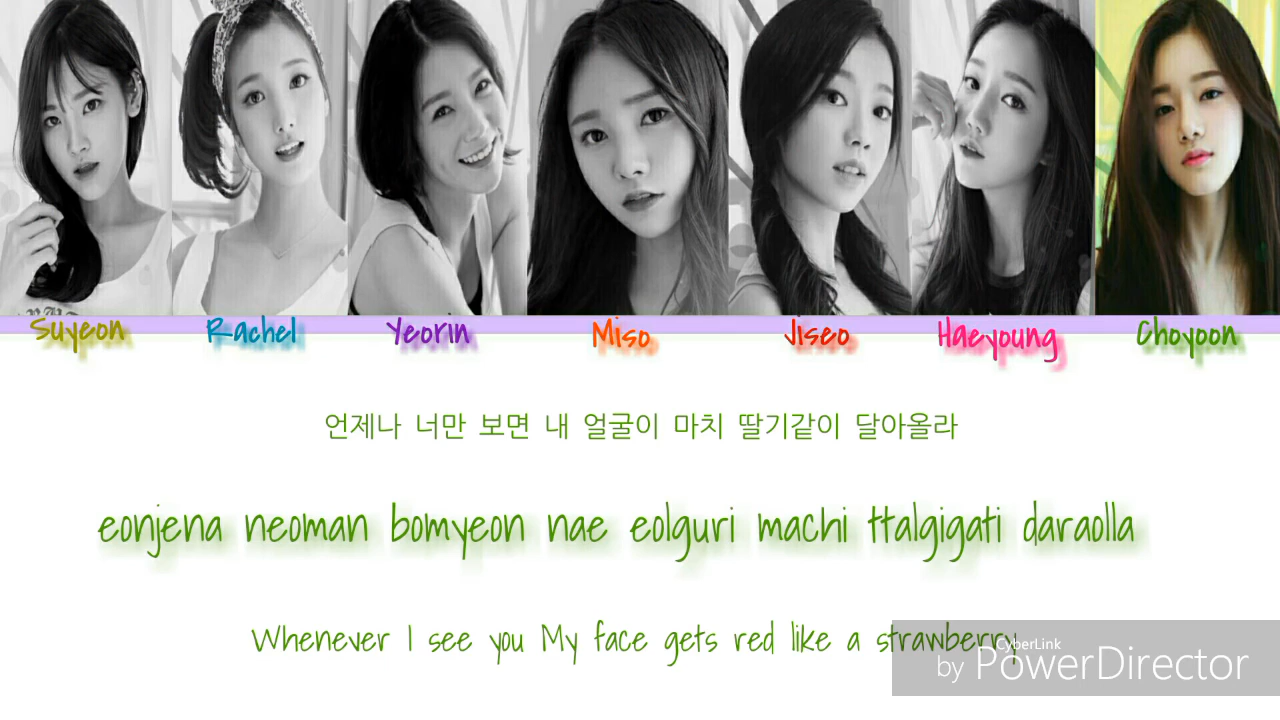 Suyeon Rachel Yeorin Miso Jiseo Haeyoung Choyoon
언제나 너만 보면 내 얼굴이 마치 딸기같이 달아올라
eonjena neoman bomyeon nae eolguri machi ttalgigati daraolla
Whenever I see you My face gets red like a strawberry
CyberLink
by PowerDirector